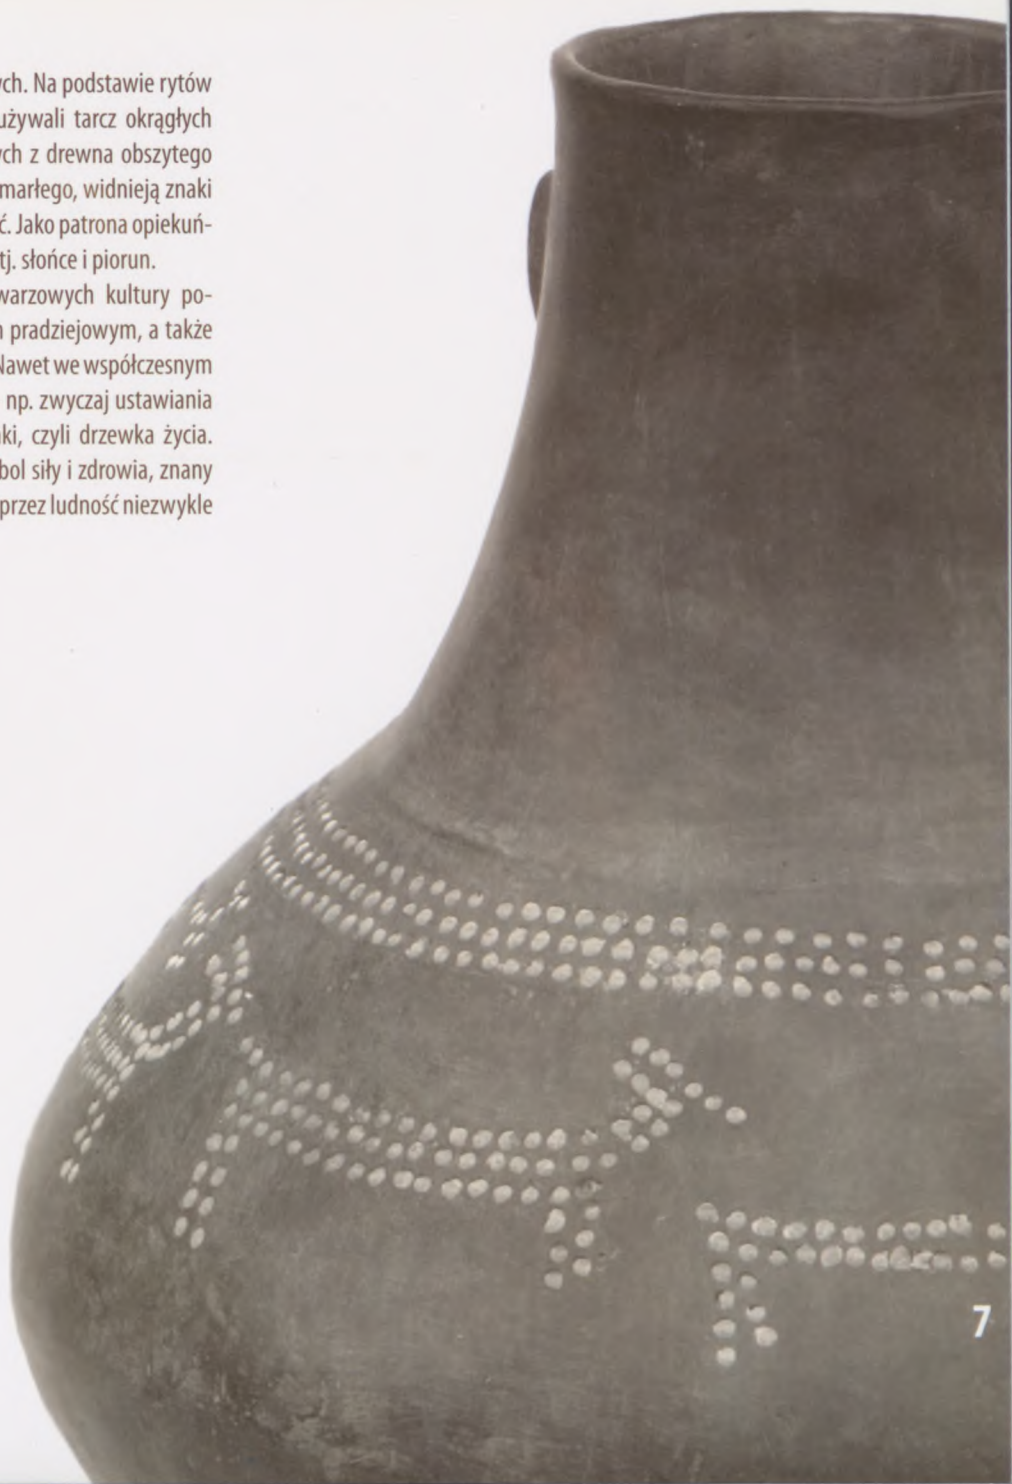 ych. Na podstawie rytów
używali tarcz okrągłych
ych z drewna obszytego
marłego, widnieją znaki
ć. Jako patrona opiekuń-
tj. słońce i piorun.
warzowych kultury po-
pradziejowym, a także
Nawet we współczesnym
np. zwyczaj ustawiania
ki, czyli drzewka życia.
bol siły i zdrowia, znany
przez ludność niezwykle
7